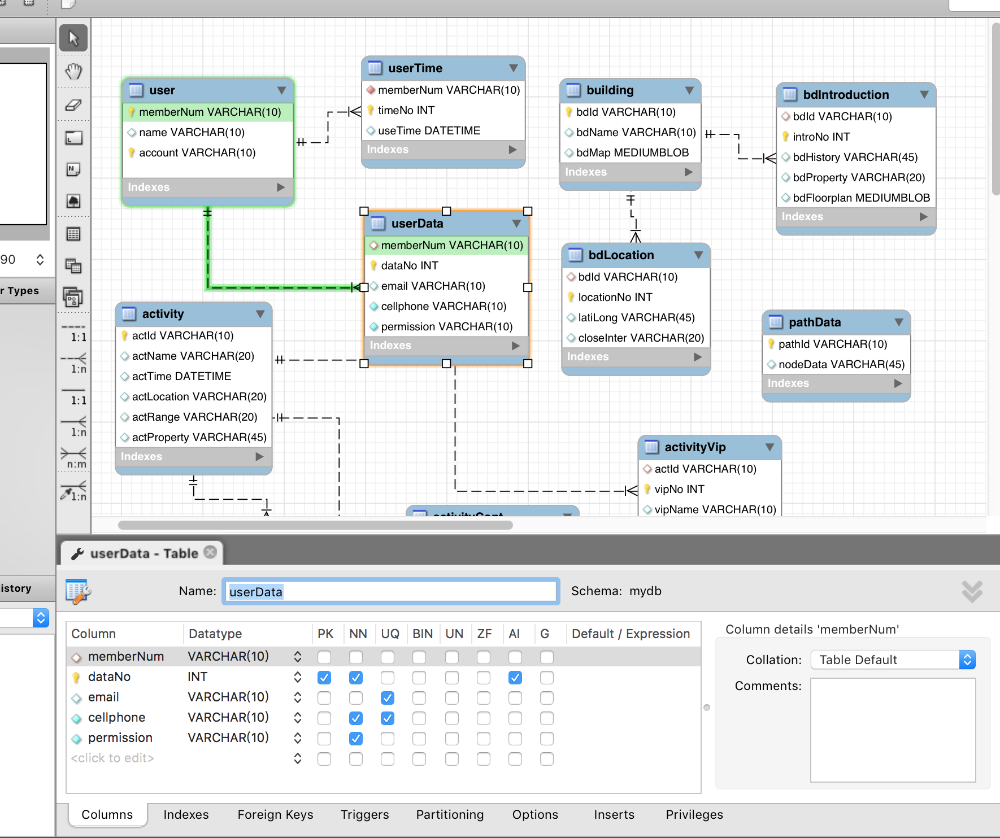 user
memberNum VARCHAR(10)
name VARCHAR(10)
account VARCHAR(10)
Indexes
userTime
memberNum VARCHAR(10)
timeNo INT
useTime DATETIME
Indexes
building
bdId VARCHAR(10)
bdName VARCHAR(10)
bdMap MEDIUMBLOB
Indexes
bdIntroduction
bdId VARCHAR(10)
introNo INT
bdHistory VARCHAR(45)
bdProperty VARCHAR(20)
bdFloorplan MEDIUMBLOB
Indexes
userData
memberNum VARCHAR(10)
dataNo INT
email VARCHAR(10)
cellphone VARCHAR(10)
permission VARCHAR(10)
Indexes
bdLocation
bdId VARCHAR(10)
locationNo INT
latiLong VARCHAR(45)
closeInter VARCHAR(20)
Indexes
pathData
pathId VARCHAR(10)
nodeData VARCHAR(45)
Indexes
activity
actId VARCHAR(10)
actName VARCHAR(20)
actTime DATETIME
actLocation VARCHAR(20)
actRange VARCHAR(20)
actProperty VARCHAR(45)
Indexes
activityVip
actId VARCHAR(10)
vipNo INT
vipName VARCHAR(10)
90
r Types
istory
N
1:1
1:n
1:1
1:n
n:m
1:n
userData - Table
Name: userData Schema: mydb
Column Datatype PK NN UQ BIN UN ZF AI G Default / Expression
memberNum VARCHAR(10)
dataNo INT
email VARCHAR(10)
cellphone VARCHAR(10)
permission VARCHAR(10)
<click to edit>
Column details 'memberNum'
Collation: Table Default
Comments:
Columns Indexes Foreign Keys Triggers Partitioning Options Inserts Privileges